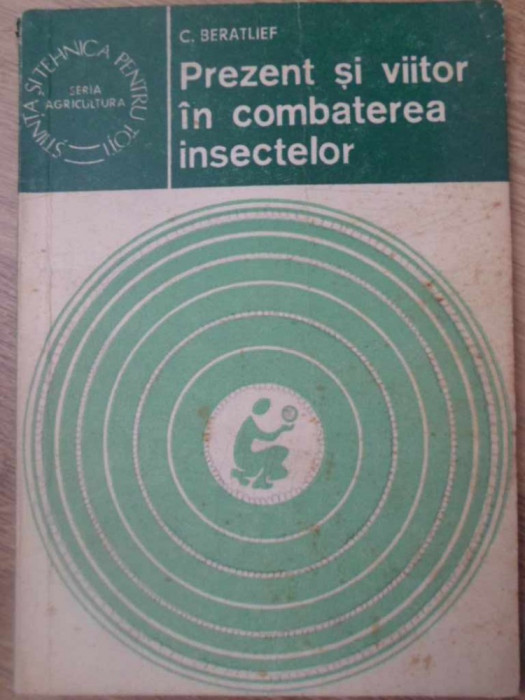 C. BERATLIEF
Prezent și viitor
în combaterea
insectelor
ȘTIINȚA ȘI TEHNICA PENTRU TOȚI
SERIA
AGRICULTURA